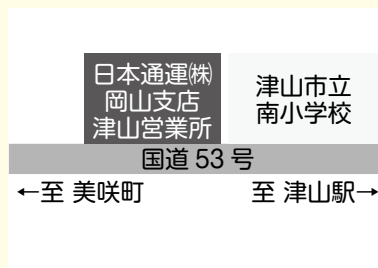 日本通運㈱
岡山支店
津山営業所
津山市立
南小学校
国道 53 号
←至 美咲町
至 津山駅→